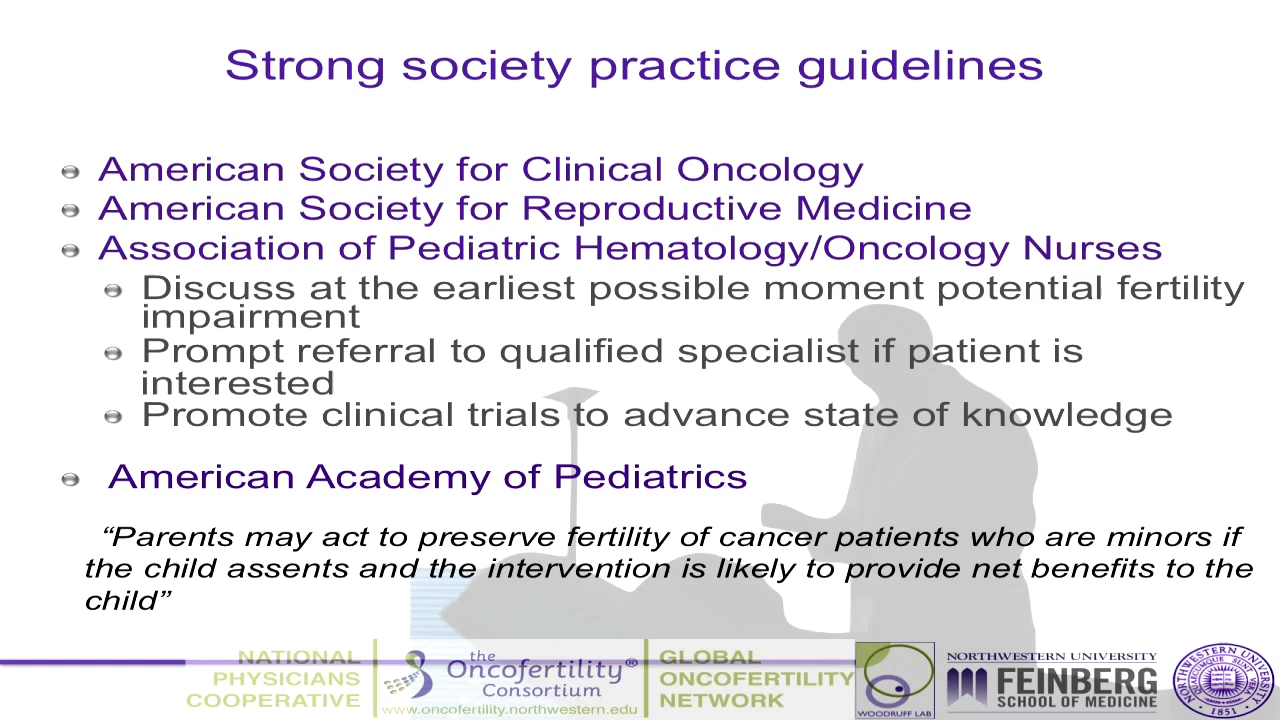 Strong society practice guidelines
American Society for Clinical Oncology
American Society for Reproductive Medicine
Association of Pediatric Hematology/Oncology Nurses
Discuss at the earliest possible moment potential fertility
impairment
Prompt referral to qualified specialist if patient is
interested
Promote clinical trials to advance state of knowledge
American Academy of Pediatrics
“Parents may act to preserve fertility of cancer patients who are minors if
the child assents and the intervention is likely to provide net benefits to the
child”
NATIONAL
PHYSICIANS
COOPERATIVE
the
Oncofertility®
Consortium
www.oncofertility.northwestern.edu
GLOBAL
ONCOFERTILITY
NETWORK
WOODRUFF LAB
NORTHWESTERN UNIVERSITY
FEINBERG
SCHOOL OF MEDICINE
NORTHWESTERN UNIVERSITY
1851